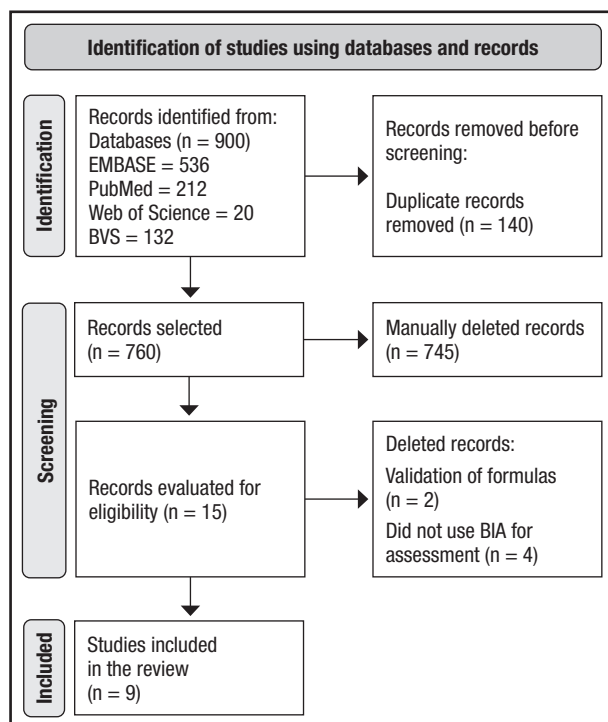 Identification of studies using databases and records
Identification
Records identified from:
Databases (n = 900)
EMBASE = 536
PubMed = 212
Web of Science = 20
BVS = 132
Records removed before
screening:
Duplicate records
removed (n = 140)
Screening
Records selected
(n = 760)
Manually deleted records
(n = 745)
Records evaluated for
eligibility (n = 15)
Deleted records:
Validation of formulas
(n = 2)
Did not use BIA for
assessment (n = 4)
Included
Studies included
in the review
(n = 9)